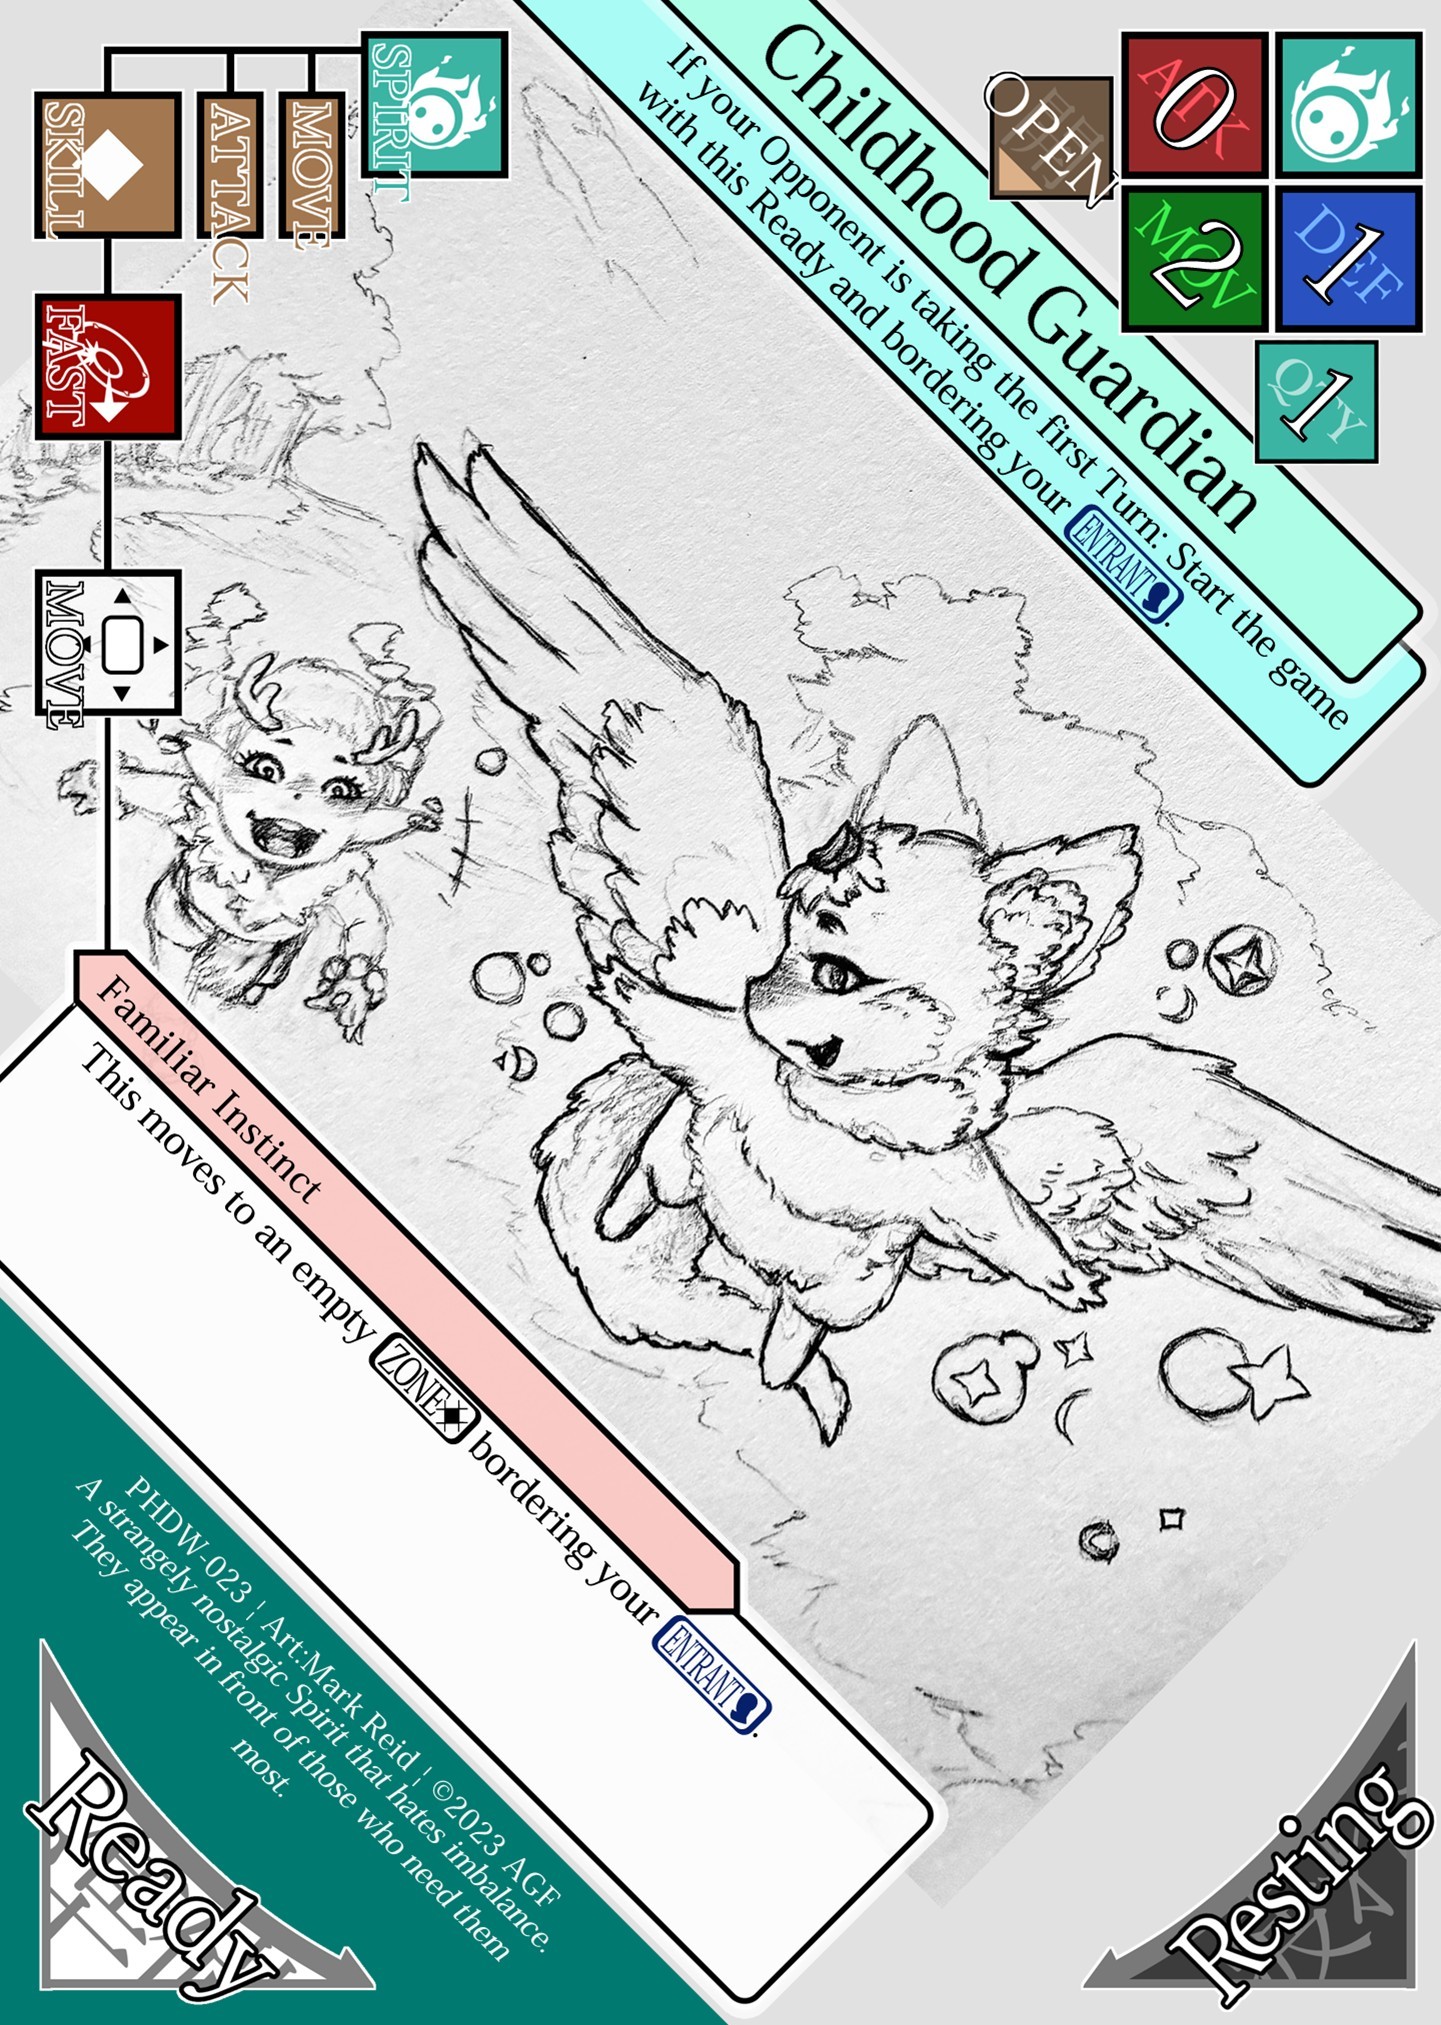 SPIRIT
MOVE
ATTACK
SKILL
FAST
MOVE
OPEN
ATK 0
MOV 2
DEF 1
QTY 1
Childhood Guardian
If your Opponent is taking the first Turn: Start the game
with this Ready and bordering your ENTRANT.
Familiar Instinct
This moves to an empty ZONE bordering your ENTRANT.
PHDW-023 ¦ Art:Mark Reid ¦ ©2023 AGF
A strangely nostalgic Spirit that hates imbalance.
They appear in front of those who need them
most.
Ready
Resting